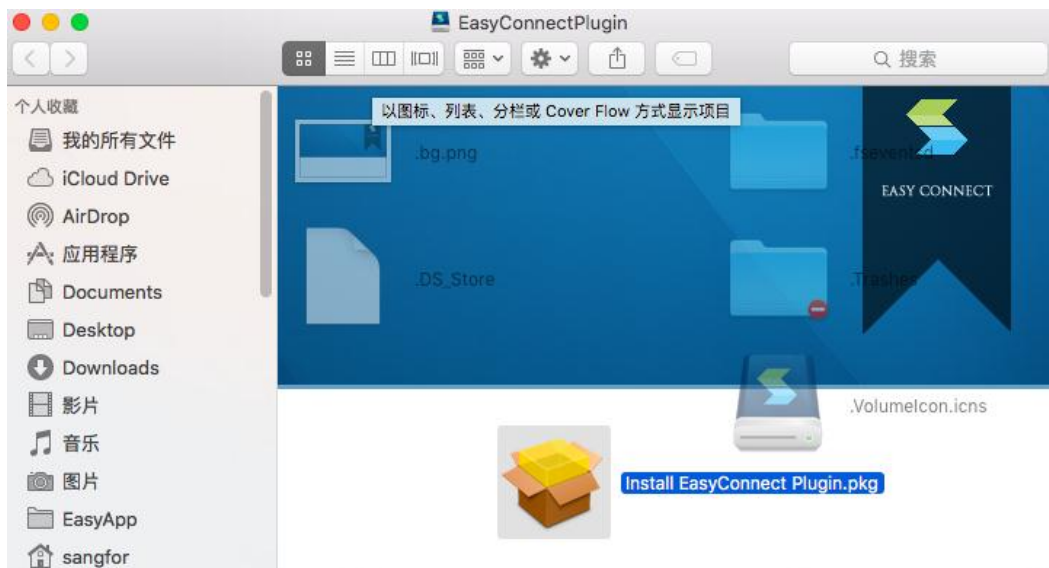 EasyConnectPlugin
搜索
个人收藏
以图标、列表、分栏或 Cover Flow 方式显示项目
我的所有文件
.bg.png
.fseventsd
iCloud Drive
EASY CONNECT
AirDrop
应用程序
.DS_Store
.Trashes
Documents
Desktop
Downloads
影片
.VolumeIcon.icns
音乐
图片
Install EasyConnect Plugin.pkg
EasyApp
sangfor